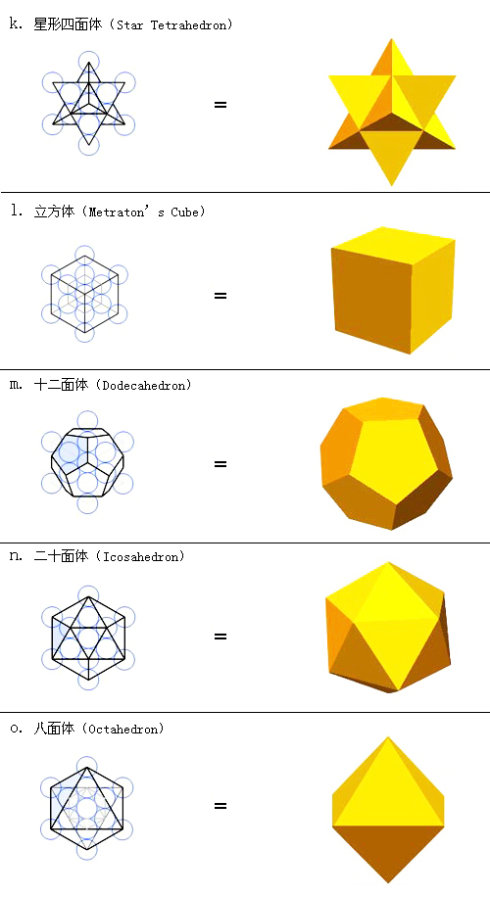 k. 星形四面体（Star Tetrahedron）
=
l. 立方体（Metraton’s Cube）
=
m. 十二面体（Dodecahedron）
=
n. 二十面体（Icosahedron）
=
o. 八面体（Octahedron）
=